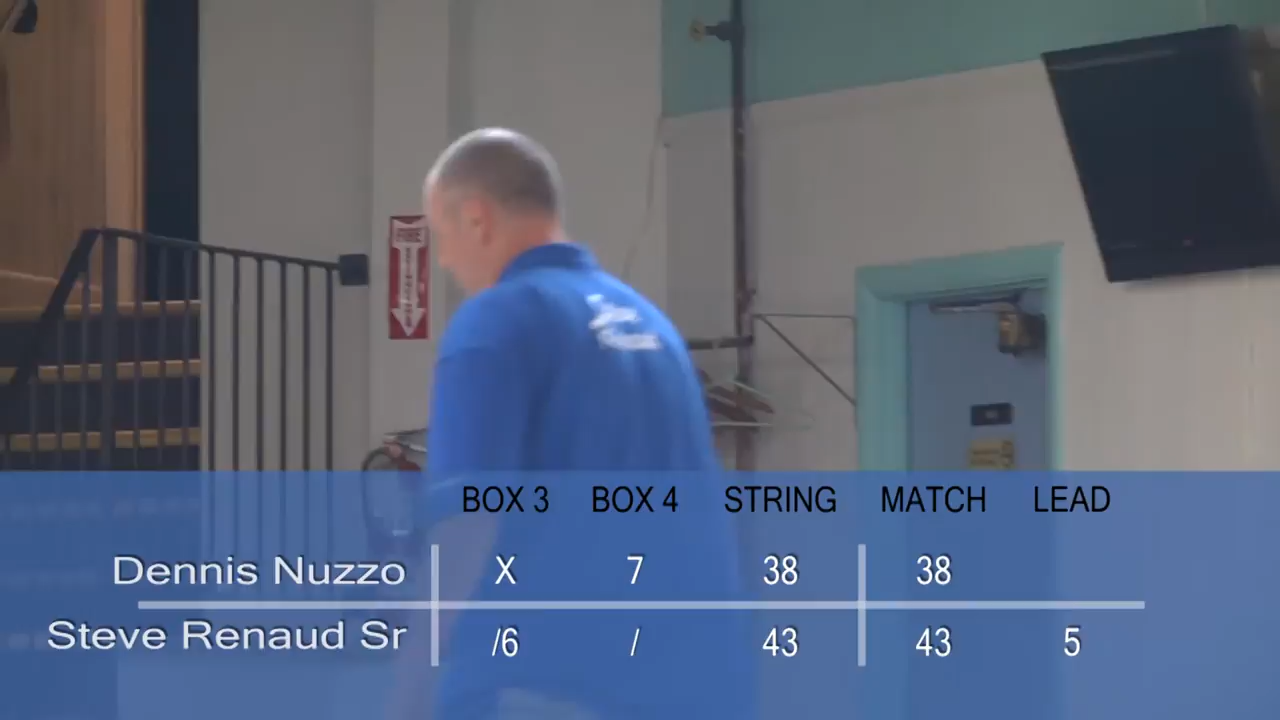 FIRE
BOX 3 BOX 4 STRING MATCH LEAD
Dennis Nuzzo X 7 38 38
Steve Renaud Sr /6 / 43 43 5